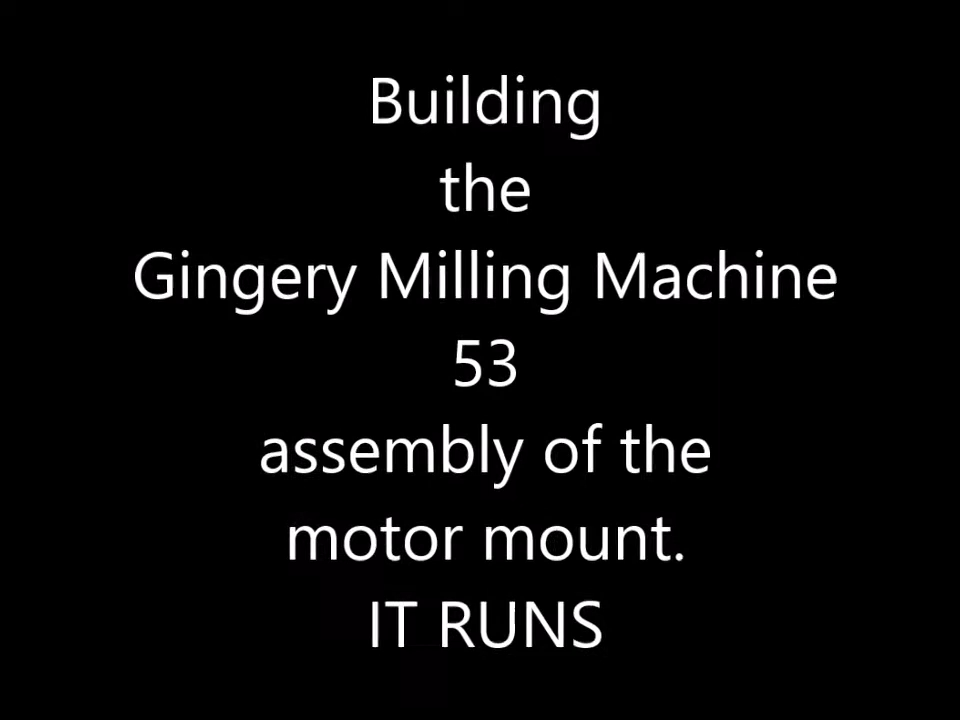 Building
the
Gingery Milling Machine
53
assembly of the
motor mount.
IT RUNS